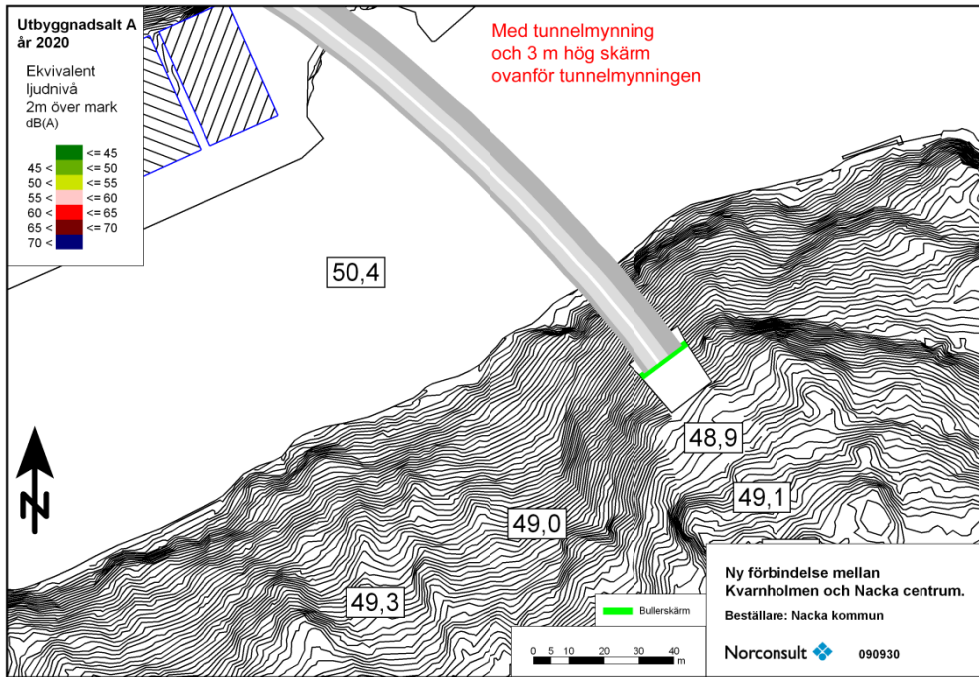 Utbyggnadsalt A
år 2020
Ekvivalent
ljudnivå
2m över mark
dB(A)
<= 45
45 < <= 50
50 < <= 55
55 < <= 60
60 < <= 65
65 < <= 70
70 <
Med tunnelmynning
och 3 m hög skärm
ovanför tunnelmynningen
50,4
48,9
49,1
49,0
49,3
N
Bullerskärm
0 5 10 20 30 40
m
Ny förbindelse mellan
Kvarnholmen och Nacka centrum.
Beställare: Nacka kommun
Norconsult 090930